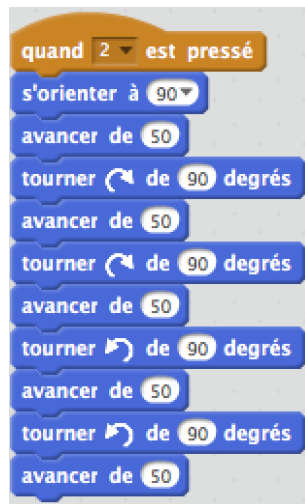 quand 2 est pressé
s'orienter à 90
avancer de 50
tourner de 90 degrés
avancer de 50
tourner de 90 degrés
avancer de 50
tourner de 90 degrés
avancer de 50
tourner de 90 degrés
avancer de 50